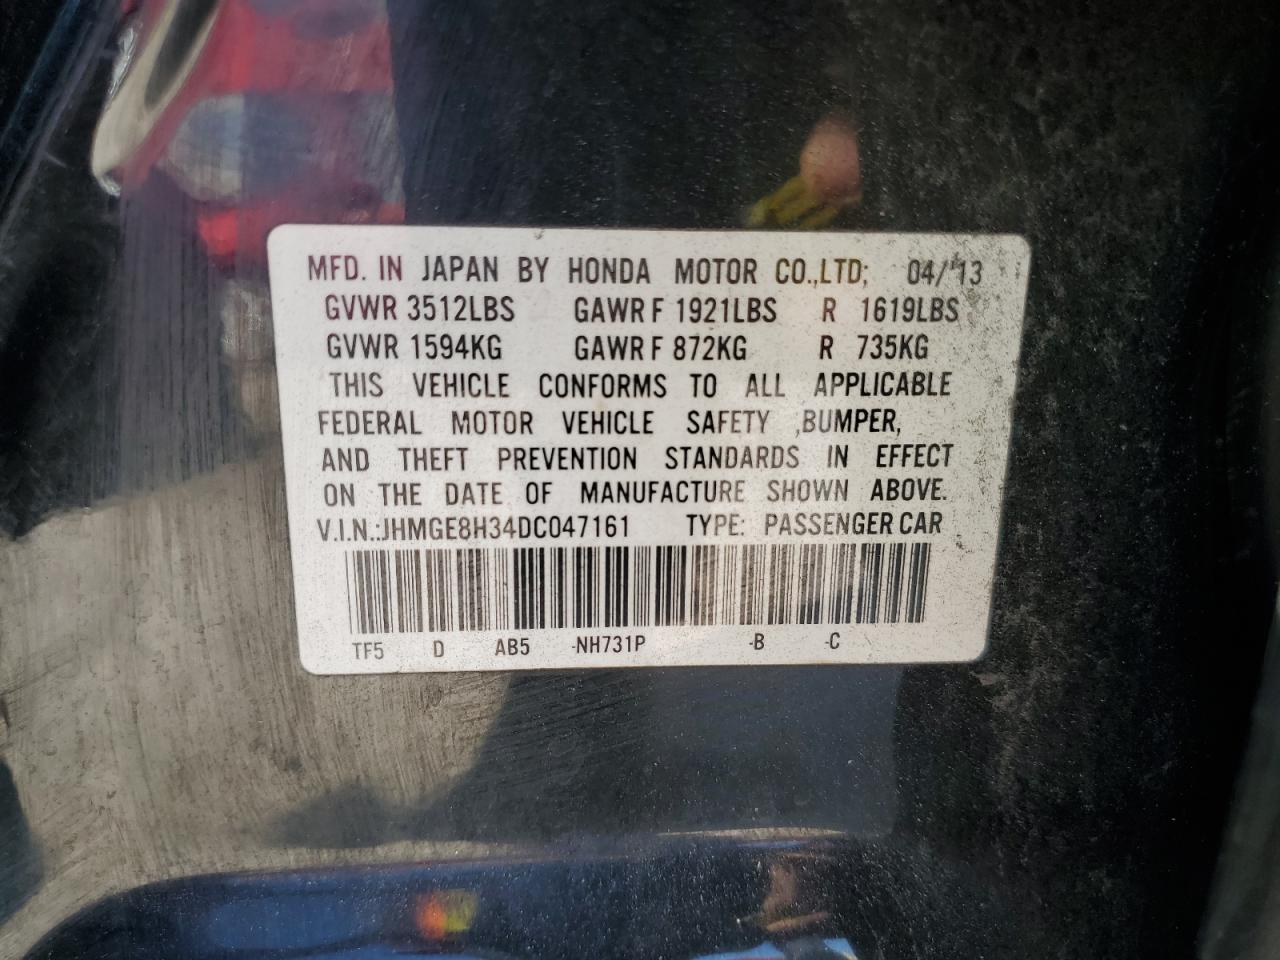 MFD. IN JAPAN BY HONDA MOTOR CO.,LTD; 04/'13
GVWR 3512LBS GAWR F 1921LBS R 1619LBS
GVWR 1594KG GAWR F 872KG R 735KG
THIS VEHICLE CONFORMS TO ALL APPLICABLE
FEDERAL MOTOR VEHICLE SAFETY ,BUMPER,
AND THEFT PREVENTION STANDARDS IN EFFECT
ON THE DATE OF MANUFACTURE SHOWN ABOVE.
V.I.N.:JHMGE8H34DC047161 TYPE: PASSENGER CAR
TF5 D AB5 -NH731P -B -C